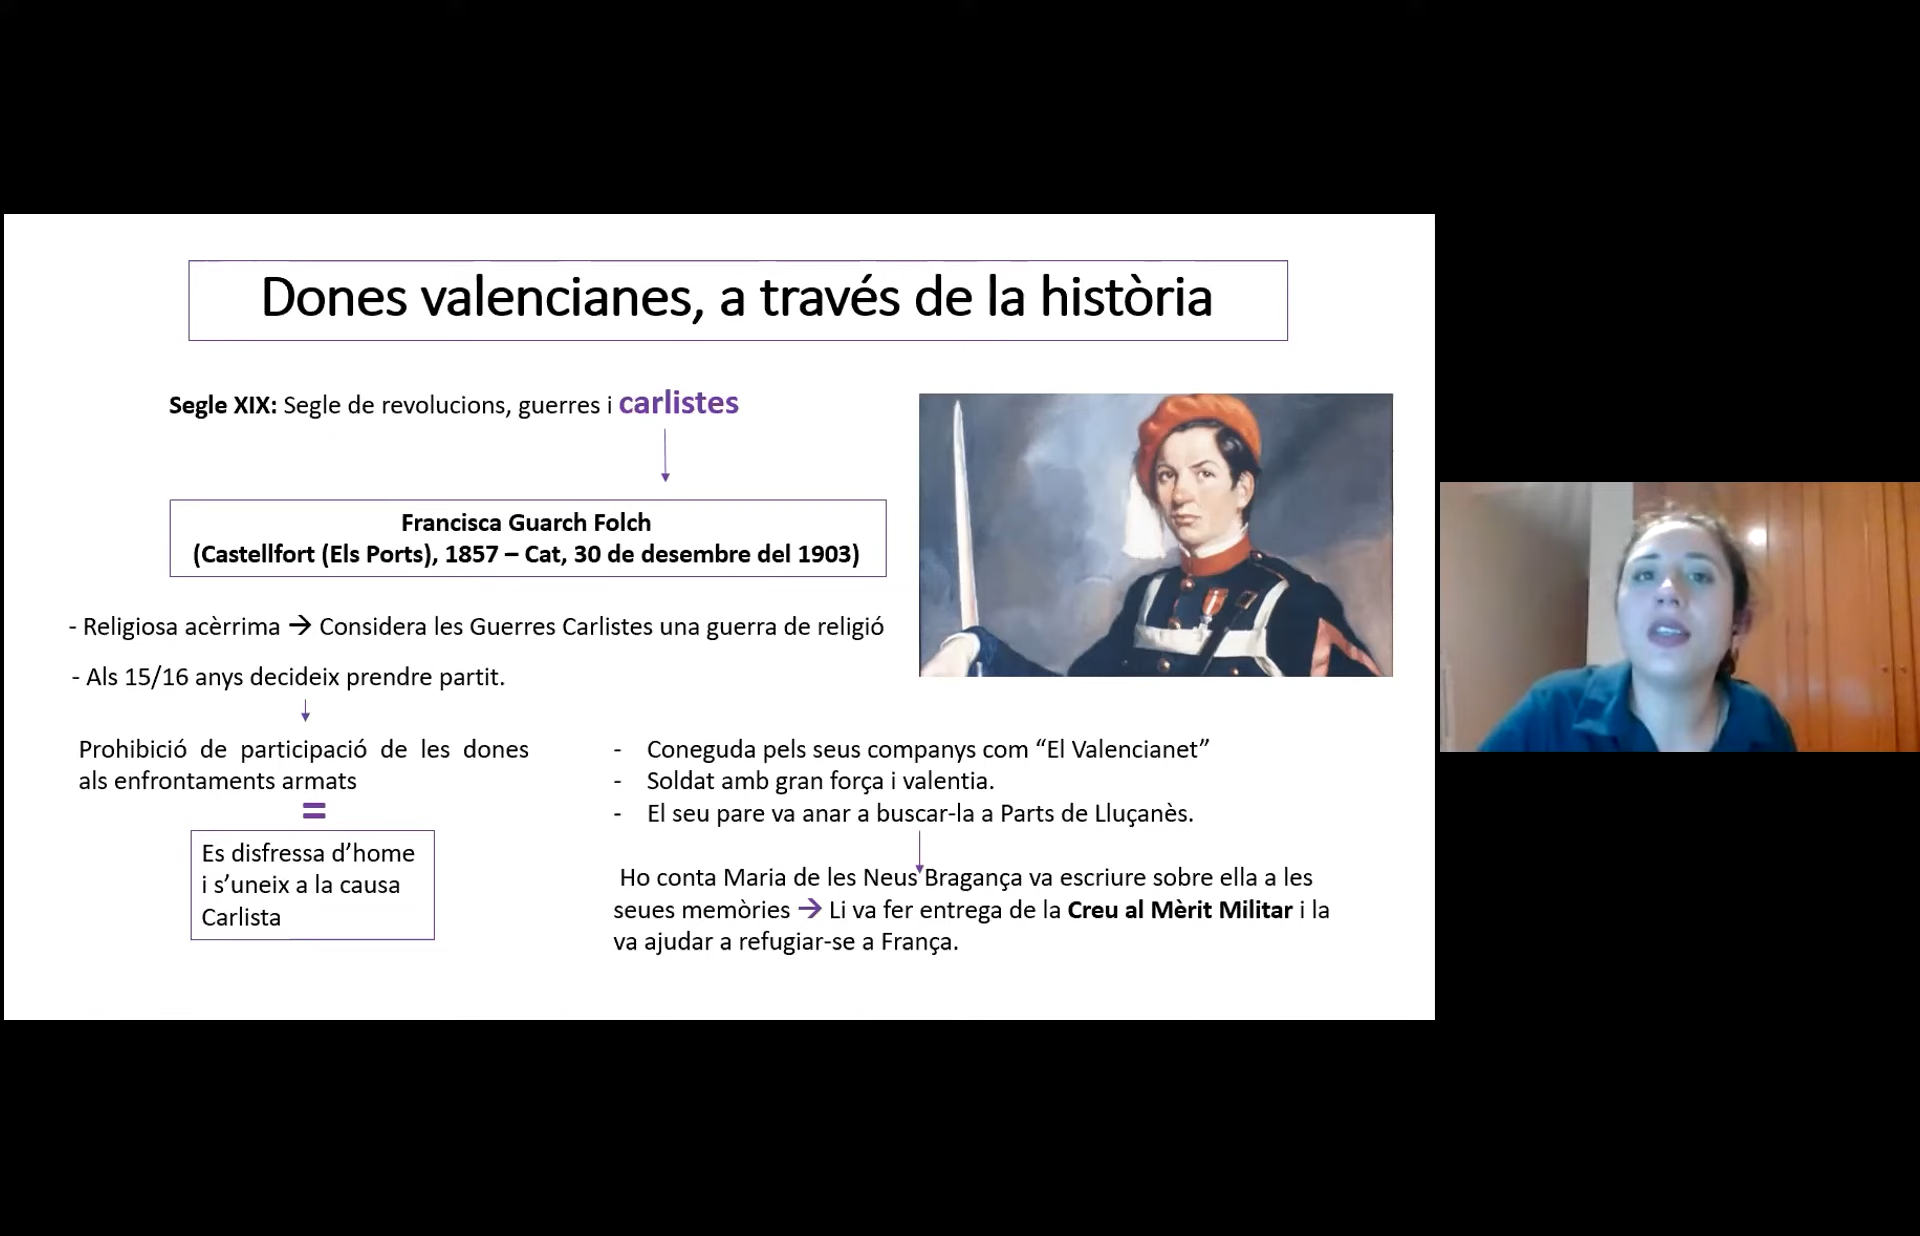 Dones valencianes, a través de la història
Segle XIX: Segle de revolucions, guerres i carlistes
Francisca Guarch Folch
(Castellfort (Els Ports), 1857 – Cat, 30 de desembre del 1903)
- Religiosa acèrrima → Considera les Guerres Carlistes una guerra de religió
- Als 15/16 anys decideix prendre partit.
Prohibició de participació de les dones
als enfrontaments armats
=
Es disfressa d’home
i s’uneix a la causa
Carlista
- Coneguda pels seus companys com “El Valencianet”
- Soldat amb gran força i valentia.
- El seu pare va anar a buscar-la a Parts de Lluçanès.
Ho conta Maria de les Neus Bragança va escriure sobre ella a les
seues memòries → Li va fer entrega de la Creu al Mèrit Militar i la
va ajudar a refugiar-se a França.